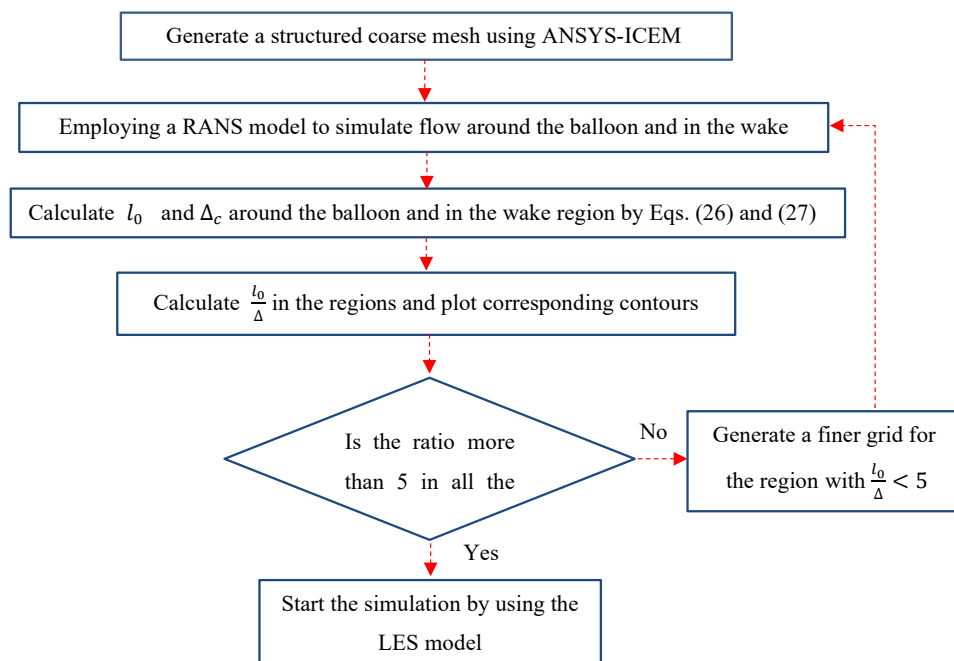 Generate a structured coarse mesh using ANSYS-ICEM
Employing a RANS model to simulate flow around the balloon and in the wake
Calculate l₀ and Δ𝑐 around the balloon and in the wake region by Eqs. (26) and (27)
Calculate l₀/Δ in the regions and plot corresponding contours
Is the ratio more
than 5 in all the
No
Generate a finer grid for
the region with l₀/Δ < 5
Yes
Start the simulation by using the
LES model